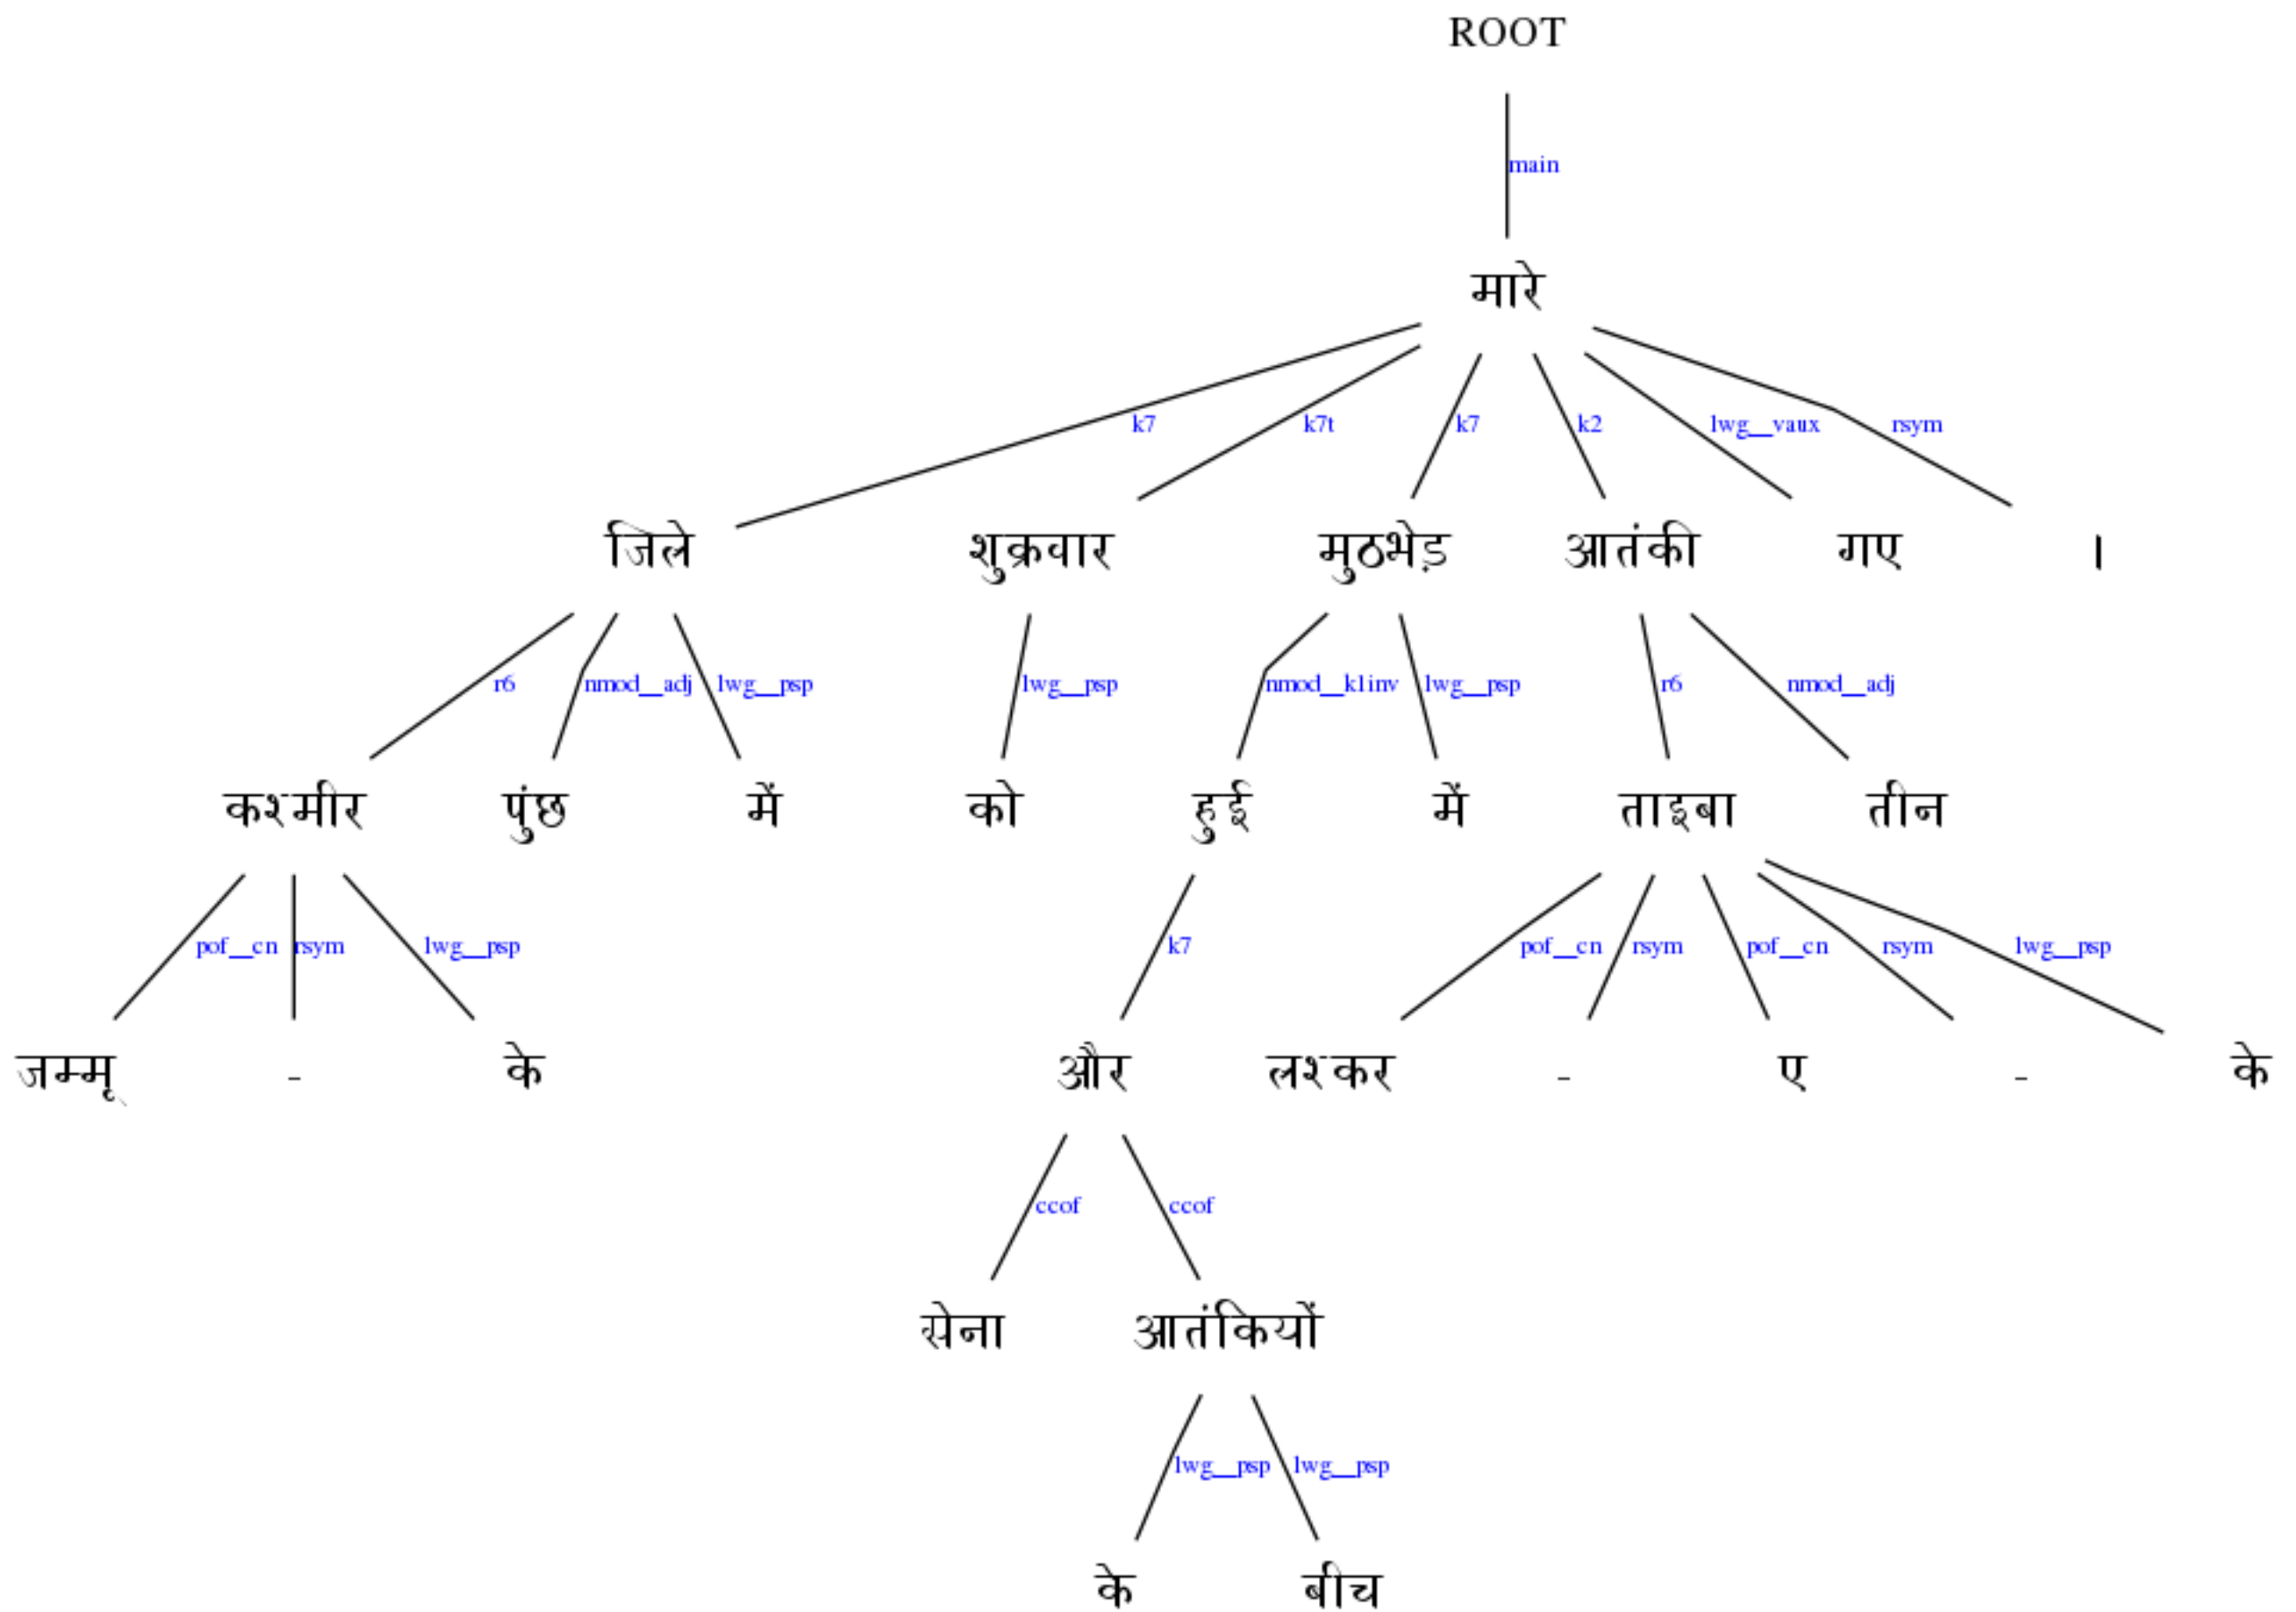 ROOT
main
मारे
k7 k7t k7 k2 lwg__vaux rsym
जिले शुक्रवार मुठभेड़ आतंकी गए ।
r6 nmod__adj lwg__psp lwg__psp nmod__k1inv lwg__psp r6 nmod__adj
कश्मीर पुंछ में को हुई में ताइबा तीन
pof__cn rsym lwg__psp k7 pof__cn rsym pof__cn rsym lwg__psp
जम्मू - के और लश्कर - ए - के
ccof ccof
सेना आतंकियों
lwg__psp lwg__psp
के बीच